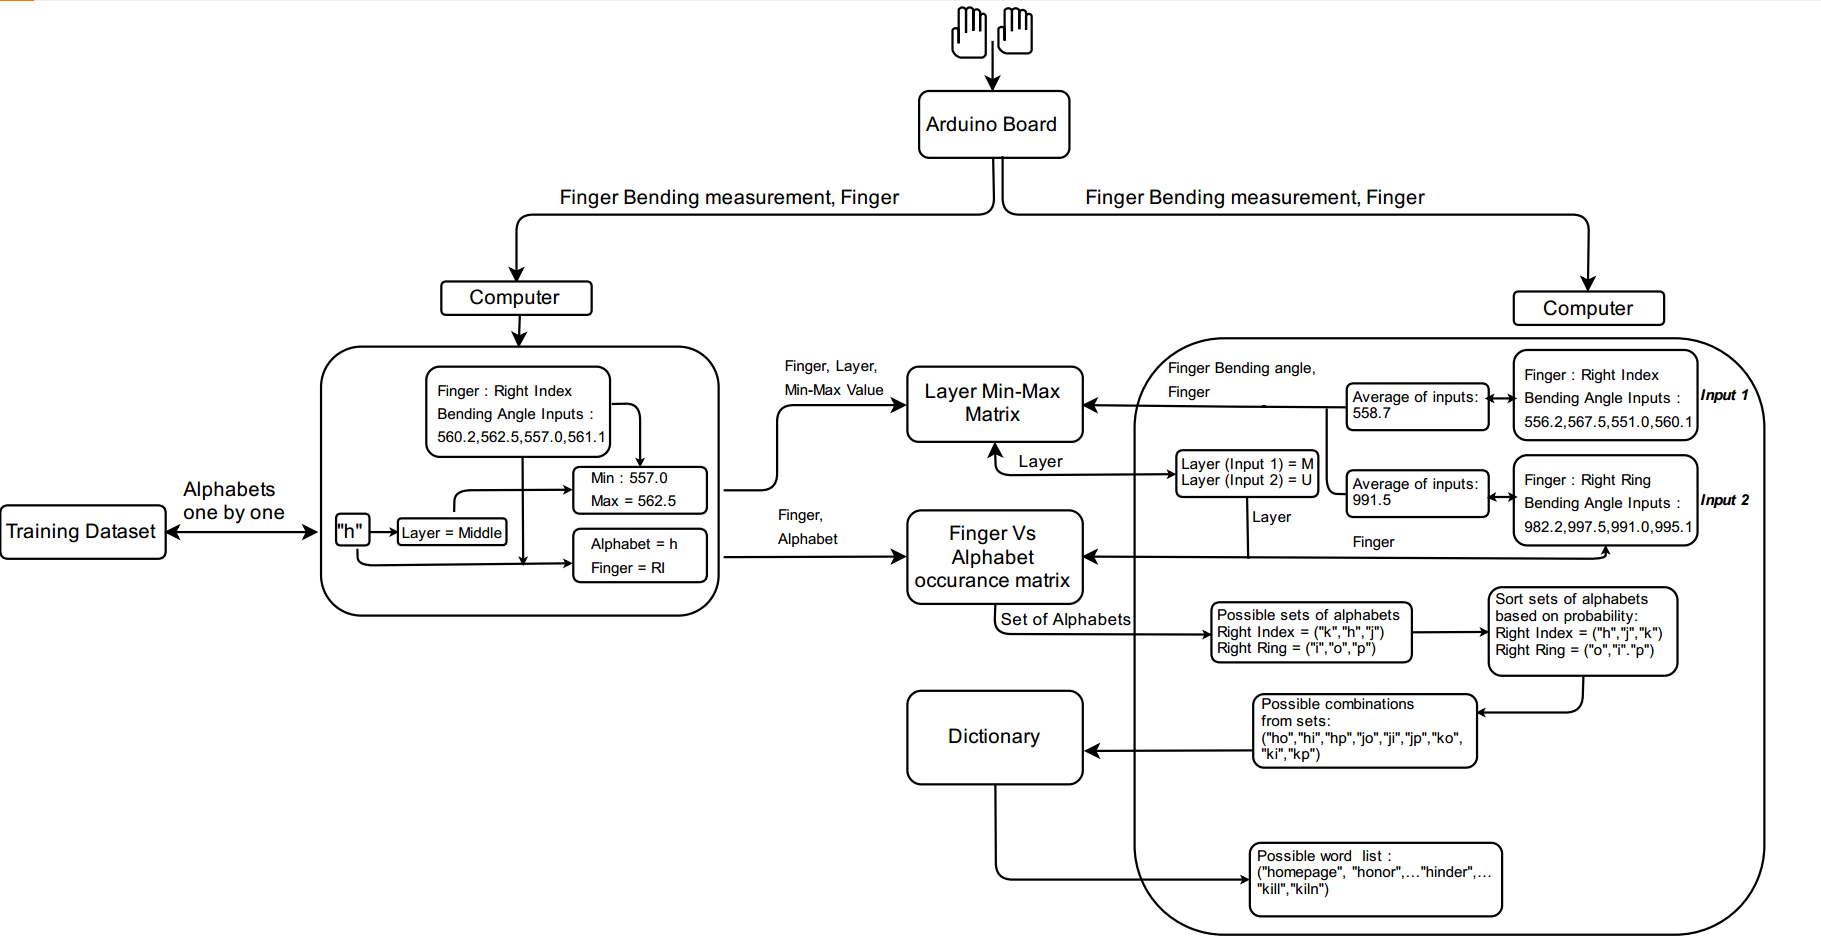 Arduino Board
Finger Bending measurement, Finger
Finger Bending measurement, Finger
Computer
Computer
Training Dataset
Alphabets
one by one
Finger : Right Index
Bending Angle Inputs :
560.2,562.5,557.0,561.1
Min : 557.0
Max = 562.5
"h"
Layer = Middle
Alphabet = h
Finger = RI
Finger, Layer,
Min-Max Value
Finger,
Alphabet
Layer Min-Max
Matrix
Finger Vs
Alphabet
occurance matrix
Dictionary
Finger Bending angle,
Finger
Average of inputs:
558.7
Finger : Right Index
Bending Angle Inputs :
556.2,567.5,551.0,560.1
Input 1
Layer
Layer (Input 1) = M
Layer (Input 2) = U
Average of inputs:
991.5
Finger : Right Ring
Bending Angle Inputs :
982.2,997.5,991.0,995.1
Input 2
Layer
Finger
Set of Alphabets
Possible sets of alphabets
Right Index = ("k","h","j")
Right Ring = ("i","o","p")
Sort sets of alphabets
based on probability:
Right Index = ("h","j","k")
Right Ring = ("o","i"."p")
Possible combinations
from sets:
("ho","hi","hp","jo","ji","jp","ko",
"ki","kp")
Possible word list :
("homepage", "honor",..."hinder",...
"kill","kiln")